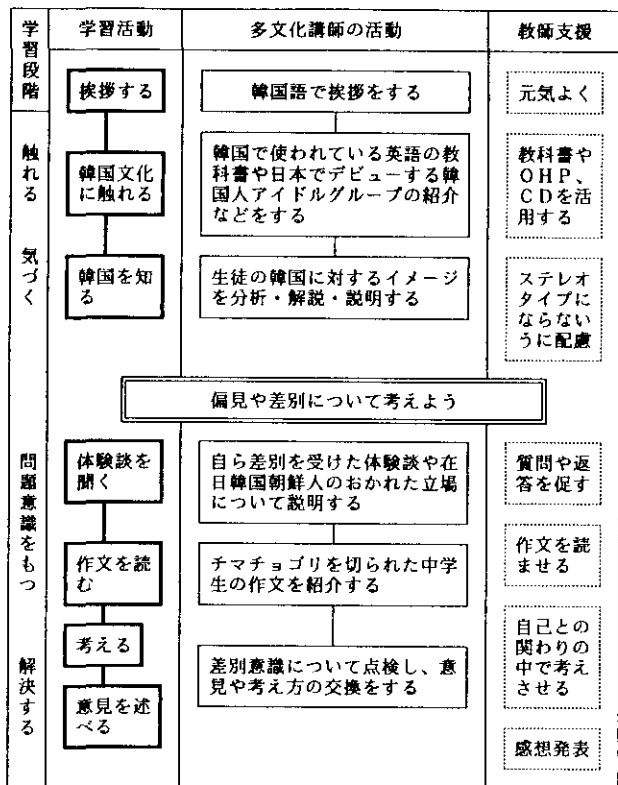 学習段階
学習活動
多文化講師の活動
教師支援
挨拶する
韓国語で挨拶をする
元気よく
触れる
韓国文化
に触れる
韓国で使われている英語の教
科書や日本でデビューする韓
国人アイドルグループの紹介
などをする
教科書や
OHP、
CDを活
用する
気づく
韓国を知
る
生徒の韓国に対するイメージ
を分析・解説・説明する
ステレオ
タイプに
ならない
うに配慮
偏見や差別について考えよう
問題意識をもつ
体験談を
聞く
自ら差別を受けた体験談や在
日韓国朝鮮人のおかれた立場
について説明する
質問や返
答を促す
作文を読
む
チマチョゴリを切られた中学
生の作文を紹介する
作文を読
ませる
解決する
考える
意見を述
べる
差別意識について点検し、意
見や考え方の交換をする
自己との
関わりの
中で考え
させる
感想発表